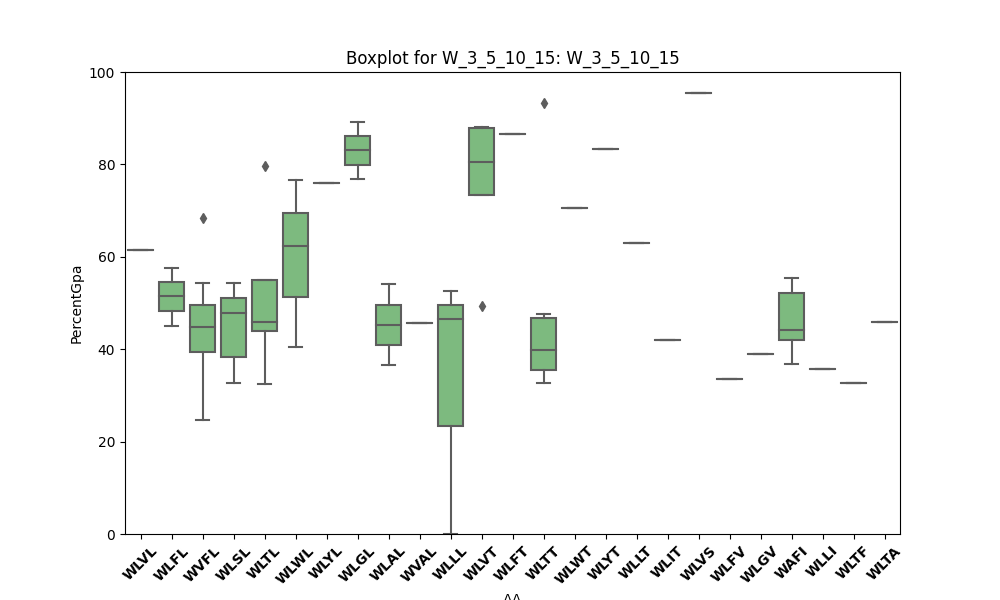 Boxplot for W_3_5_10_15: W_3_5_10_15
PercentGpa
100
80
60
40
20
0
WLVL
WLFL
WVFL
WLSL
WLTL
WLWL
WLYL
WLGL
WLAL
WVAL
WLLL
WLVT
WLFT
WLTT
WLWT
WLYT
WLLT
WLIT
WLVS
WLFV
WLGV
WAFI
WLLI
WLTF
WLTA
AA